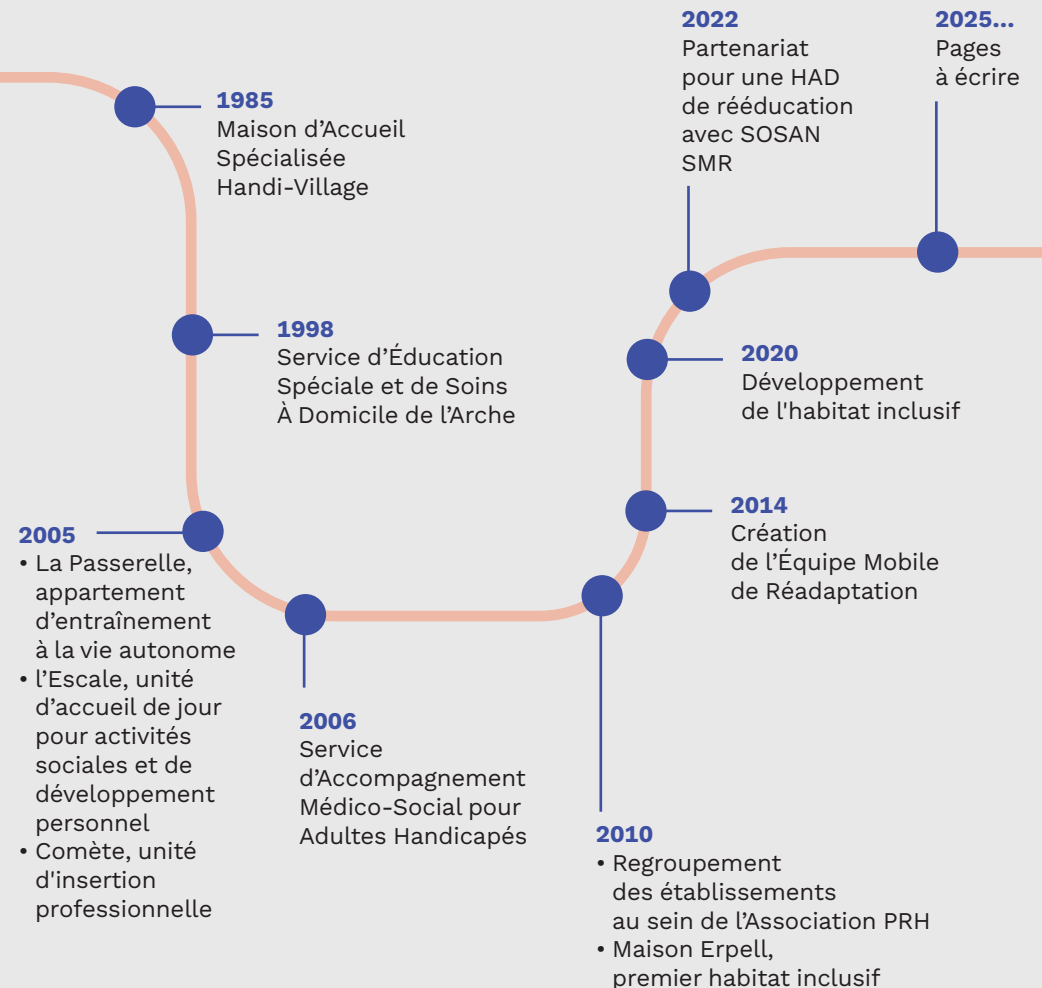 1985
Maison d’Accueil
Spécialisée
Handi-Village
1998
Service d’Éducation
Spéciale et de Soins
À Domicile de l’Arche
2005
• La Passerelle,
appartement
d’entraînement
à la vie autonome
• l’Escale, unité
d’accueil de jour
pour activités
sociales et de
développement
personnel
• Comète, unité
d'insertion
professionnelle
2006
Service
d’Accompagnement
Médico-Social pour
Adultes Handicapés
2010
• Regroupement
des établissements
au sein de l’Association PRH
• Maison Erpell,
premier habitat inclusif
2014
Création
de l’Équipe Mobile
de Réadaptation
2020
Développement
de l'habitat inclusif
2022
Partenariat
pour une HAD
de rééducation
avec SOSAN
SMR
2025...
Pages
à écrire